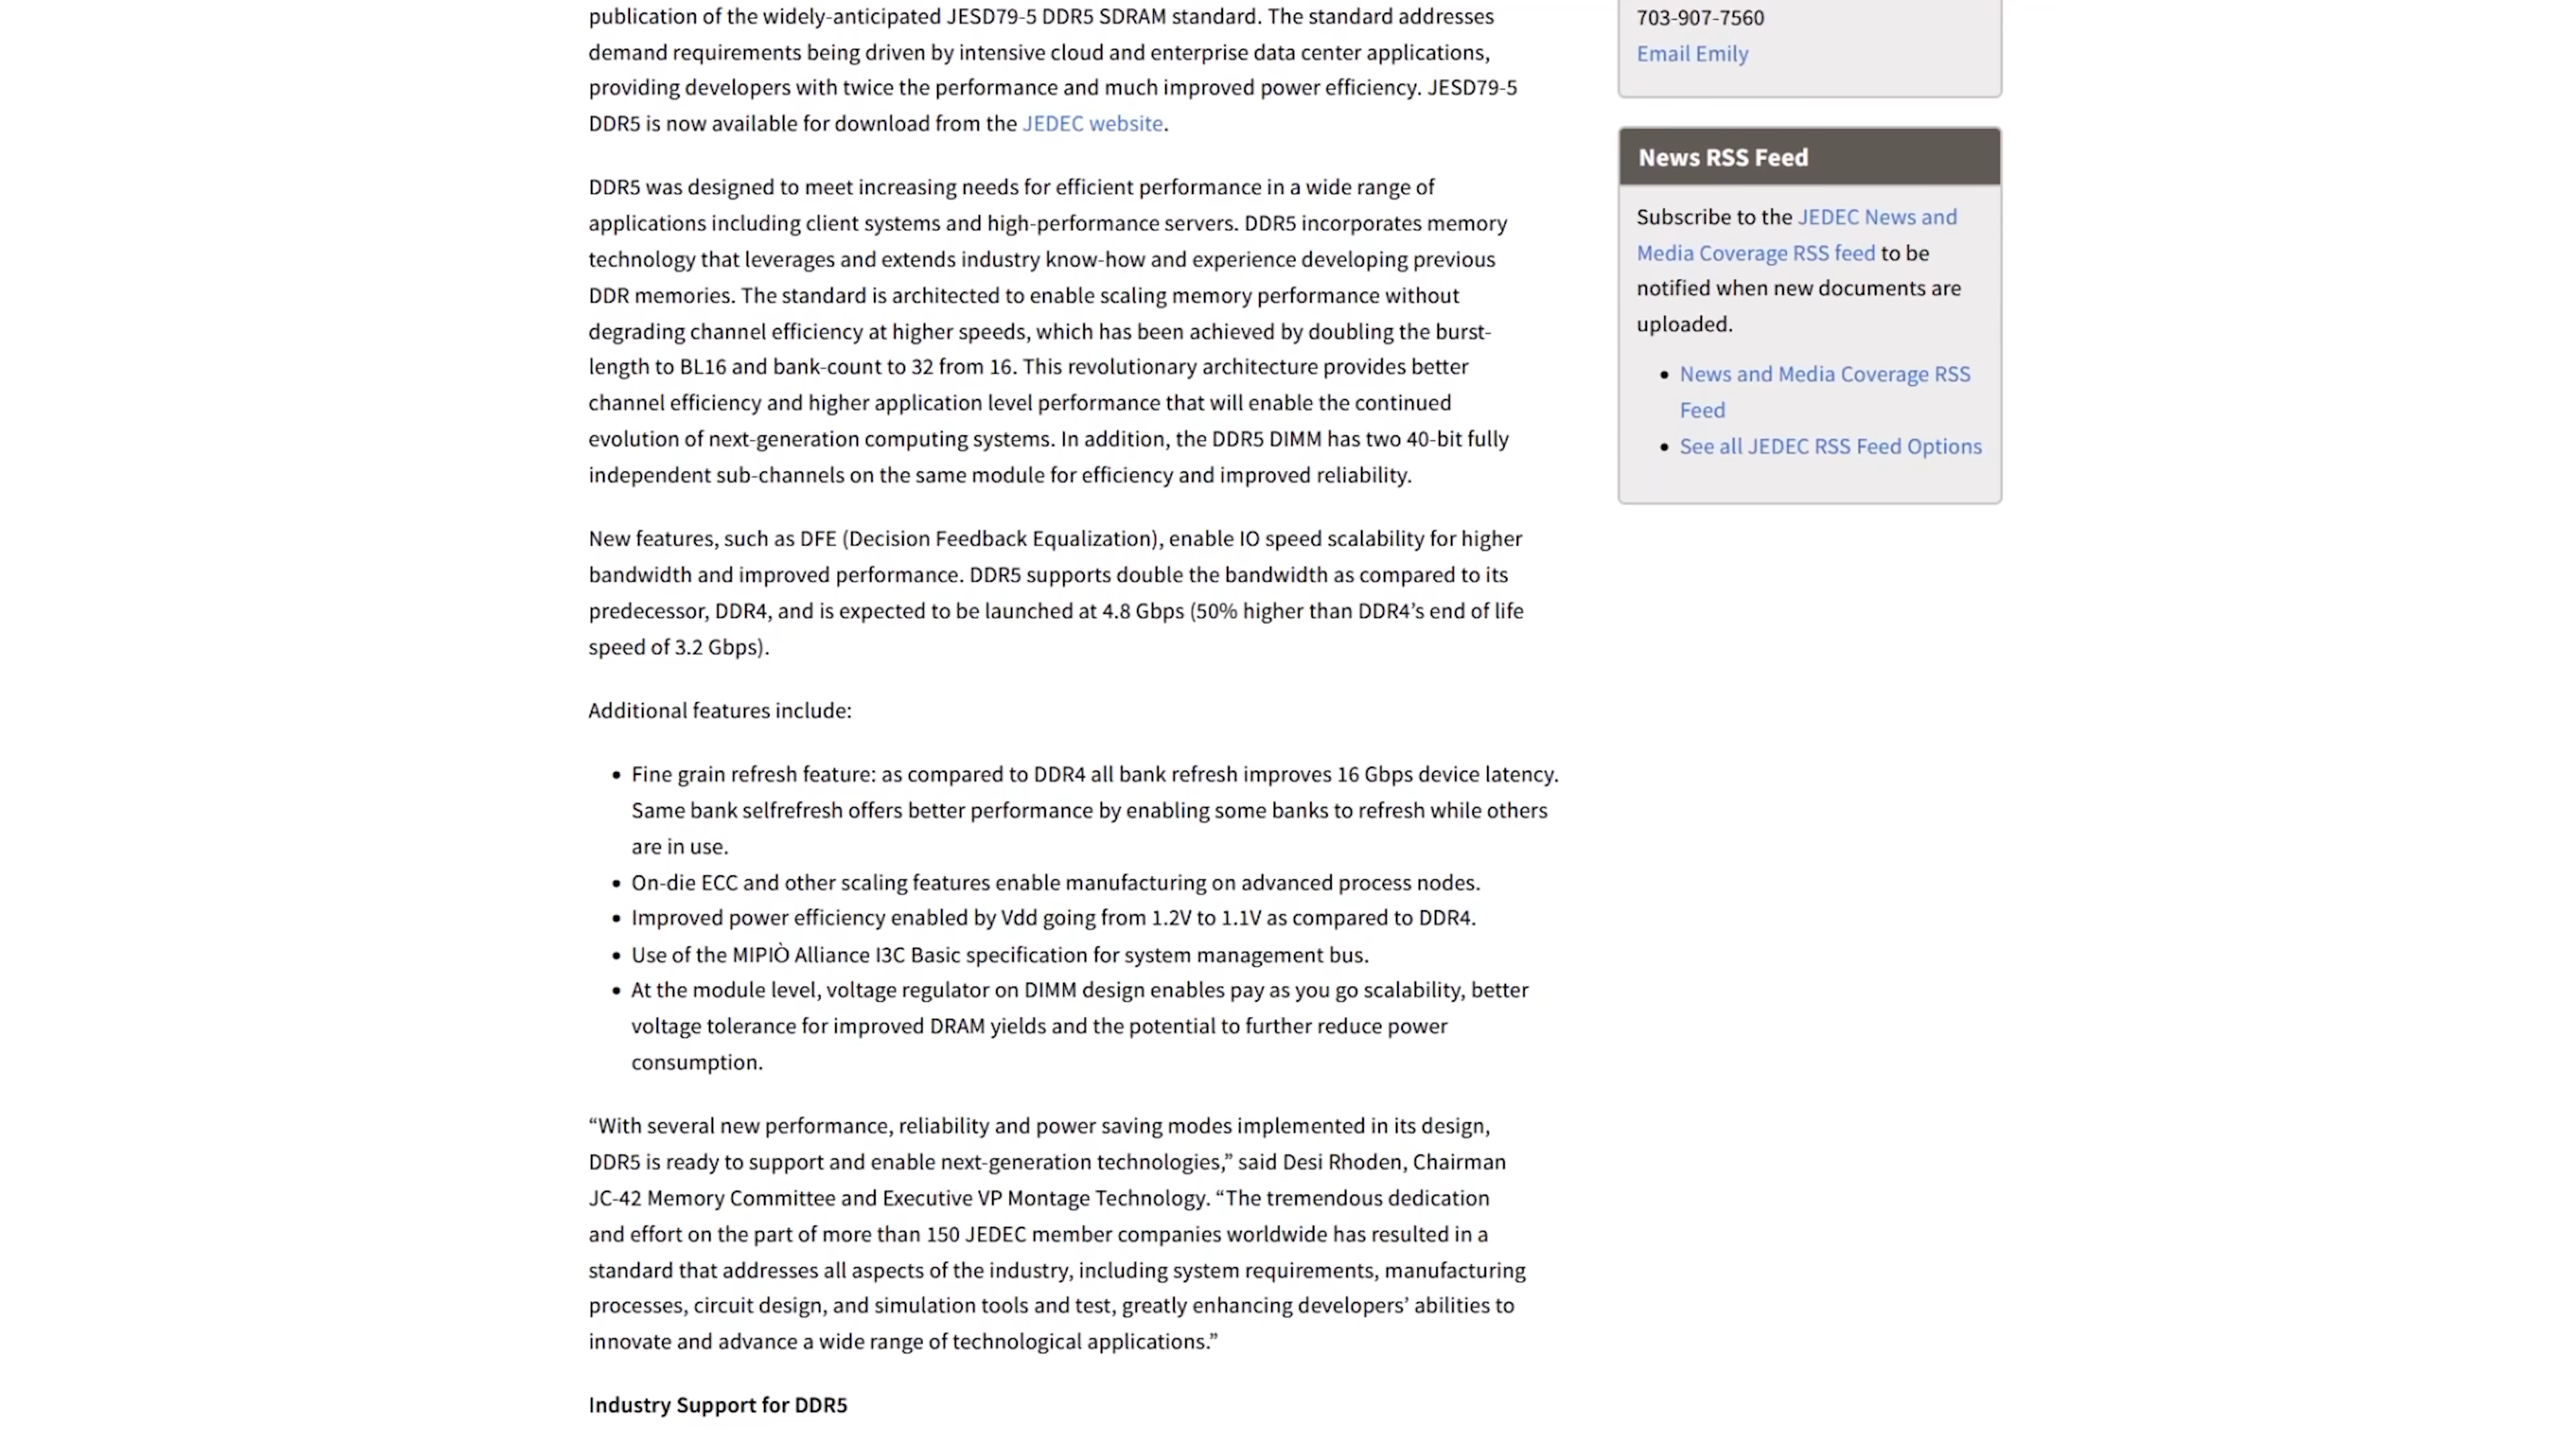 publication of the widely-anticipated JESD79-5 DDR5 SDRAM standard. The standard addresses
demand requirements being driven by intensive cloud and enterprise data center applications,
providing developers with twice the performance and much improved power efficiency. JESD79-5
DDR5 is now available for download from the JEDEC website.
DDR5 was designed to meet increasing needs for efficient performance in a wide range of
applications including client systems and high-performance servers. DDR5 incorporates memory
technology that leverages and extends industry know-how and experience developing previous
DDR memories. The standard is architected to enable scaling memory performance without
degrading channel efficiency at higher speeds, which has been achieved by doubling the burst-
length to BL16 and bank-count to 32 from 16. This revolutionary architecture provides better
channel efficiency and higher application level performance that will enable the continued
evolution of next-generation computing systems. In addition, the DDR5 DIMM has two 40-bit fully
independent sub-channels on the same module for efficiency and improved reliability.
New features, such as DFE (Decision Feedback Equalization), enable IO speed scalability for higher
bandwidth and improved performance. DDR5 supports double the bandwidth as compared to its
predecessor, DDR4, and is expected to be launched at 4.8 Gbps (50% higher than DDR4’s end of life
speed of 3.2 Gbps).
Additional features include:
• Fine grain refresh feature: as compared to DDR4 all bank refresh improves 16 Gbps device latency.
Same bank selfrefresh offers better performance by enabling some banks to refresh while others
are in use.
• On-die ECC and other scaling features enable manufacturing on advanced process nodes.
• Improved power efficiency enabled by Vdd going from 1.2V to 1.1V as compared to DDR4.
• Use of the MIPIÒ Alliance I3C Basic specification for system management bus.
• At the module level, voltage regulator on DIMM design enables pay as you go scalability, better
voltage tolerance for improved DRAM yields and the potential to further reduce power
consumption.
“With several new performance, reliability and power saving modes implemented in its design,
DDR5 is ready to support and enable next-generation technologies,” said Desi Rhoden, Chairman
JC-42 Memory Committee and Executive VP Montage Technology. “The tremendous dedication
and effort on the part of more than 150 JEDEC member companies worldwide has resulted in a
standard that addresses all aspects of the industry, including system requirements, manufacturing
processes, circuit design, and simulation tools and test, greatly enhancing developers’ abilities to
innovate and advance a wide range of technological applications.”
Industry Support for DDR5
703-907-7560
Email Emily
News RSS Feed
Subscribe to the JEDEC News and
Media Coverage RSS feed to be
notified when new documents are
uploaded.
• News and Media Coverage RSS
Feed
• See all JEDEC RSS Feed Options